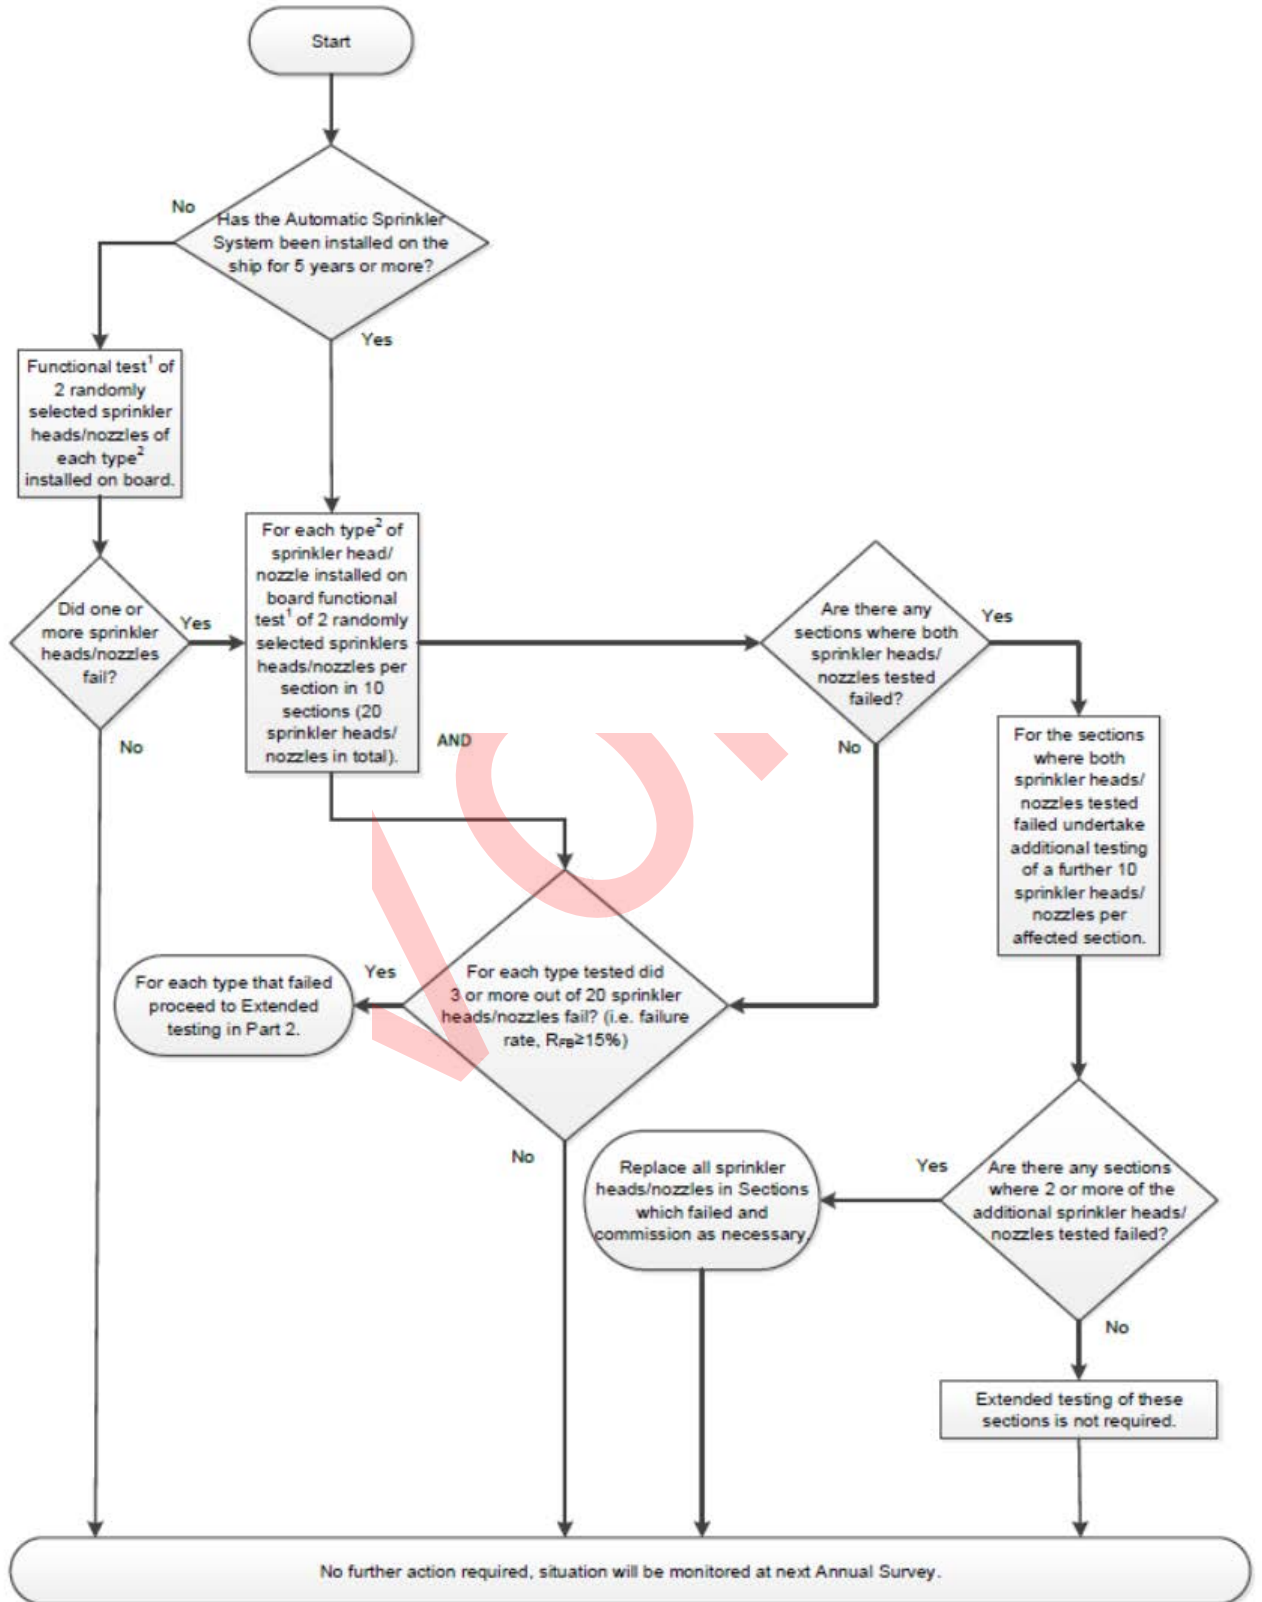 Start
No
Has the Automatic Sprinkler
System been installed on the
ship for 5 years or more?
Yes
Functional test¹ of
2 randomly
selected sprinkler
heads/nozzles of
each type²
installed on board.
For each type² of
sprinkler head/
nozzle installed on
board functional
test¹ of 2 randomly
selected sprinklers
heads/nozzles per
section in 10
sections (20
sprinkler heads/
nozzles in total).
Did one or
more sprinkler
heads/nozzles
fail?
Yes
No
AND
Are there any
sections where both
sprinkler heads/
nozzles tested
failed?
Yes
No
For the sections
where both
sprinkler heads/
nozzles tested
failed undertake
additional testing
of a further 10
sprinkler heads/
nozzles per
affected section.
For each type that failed
proceed to Extended
testing in Part 2.
Yes
For each type tested did
3 or more out of 20 sprinkler
heads/nozzles fail? (i.e. failure
rate, RFB≥15%)
No
Replace all sprinkler
heads/nozzles in Sections
which failed and
commission as necessary.
Yes
Are there any sections
where 2 or more of the
additional sprinkler heads/
nozzles tested failed?
No
Extended testing of these
sections is not required.
No further action required, situation will be monitored at next Annual Survey.